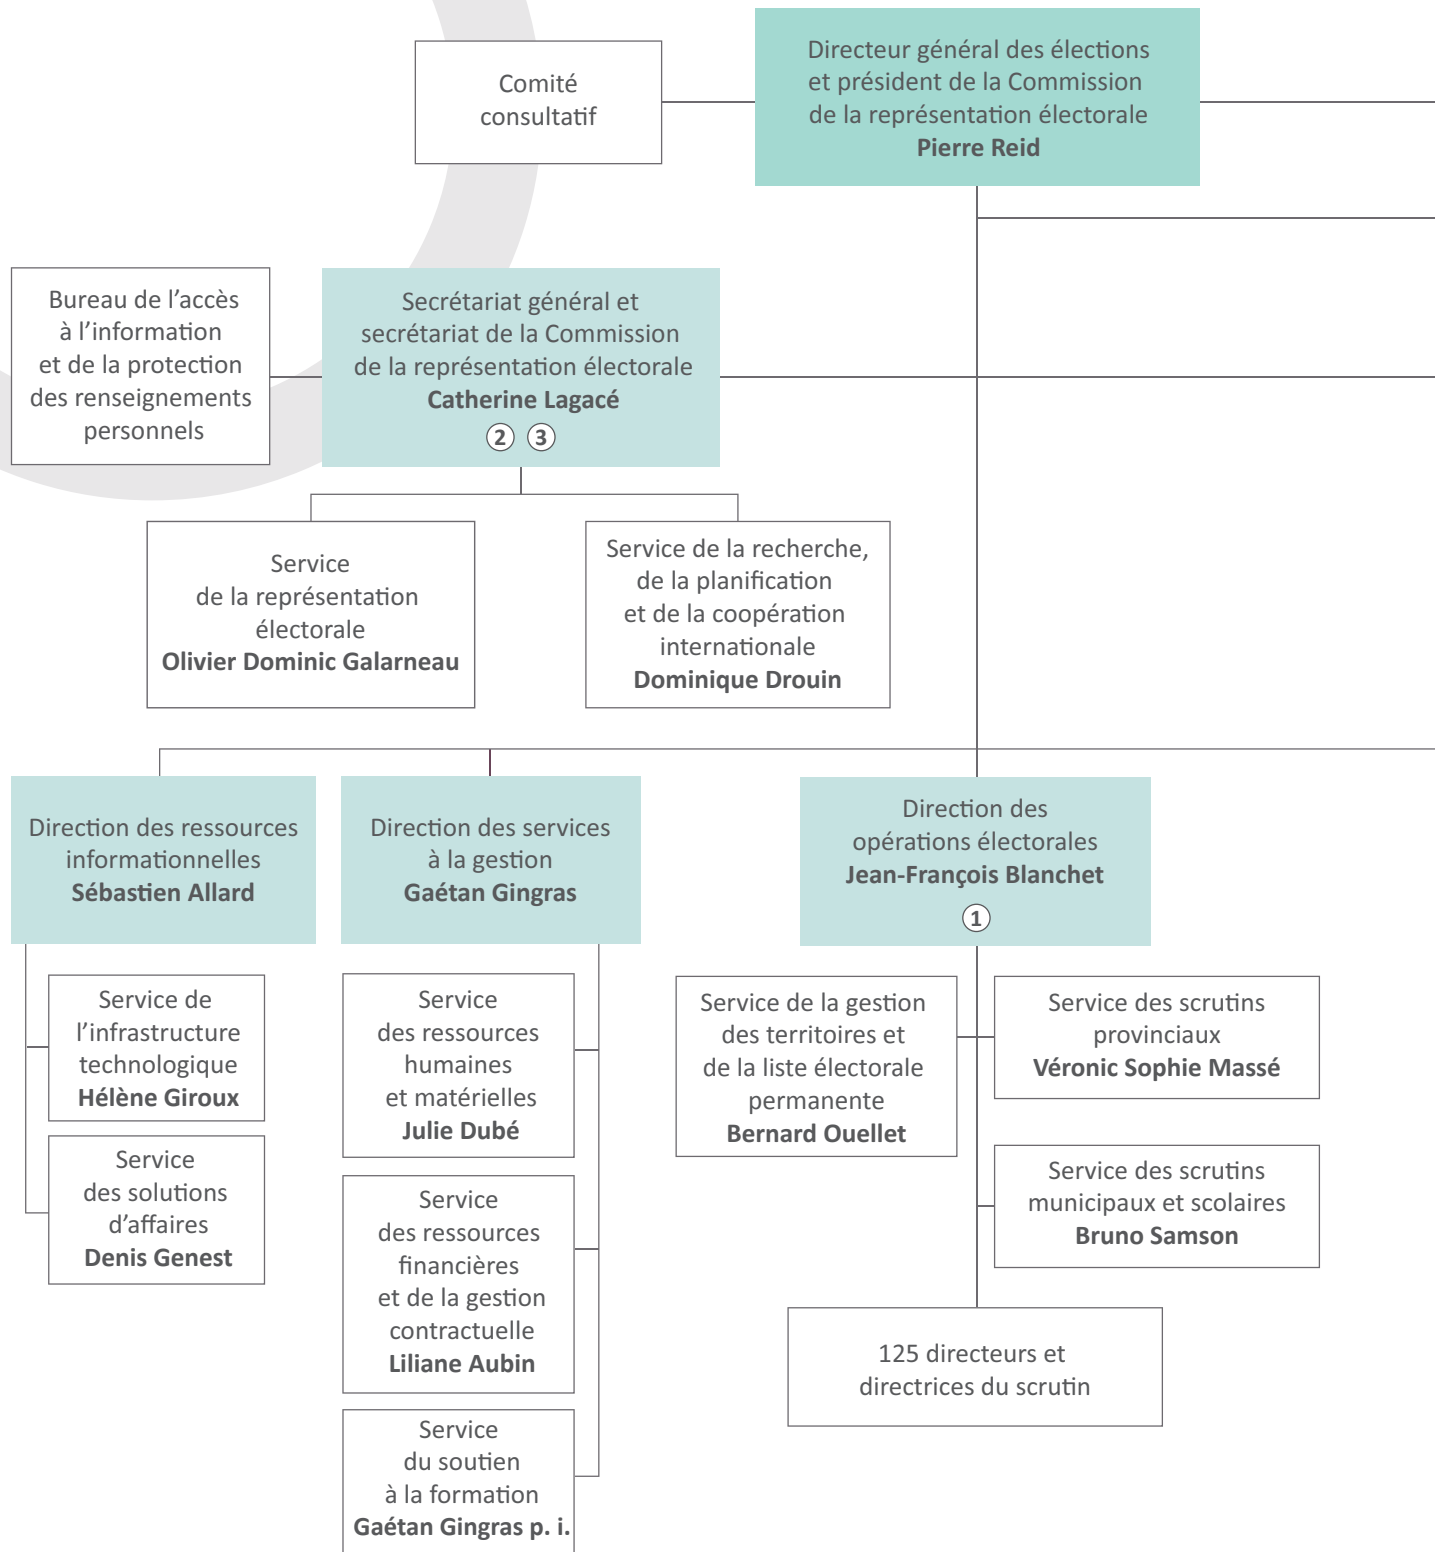 Comité
consultatif
Directeur général des élections
et président de la Commission
de la représentation électorale
Pierre Reid
Bureau de l’accès
à l’information
et de la protection
des renseignements
personnels
Secrétariat général et
secrétariat de la Commission
de la représentation électorale
Catherine Lagacé
2 3
Service
de la représentation
électorale
Olivier Dominic Galarneau
Service de la recherche,
de la planification
et de la coopération
internationale
Dominique Drouin
Direction des ressources
informationnelles
Sébastien Allard
Service de
l’infrastructure
technologique
Hélène Giroux
Service
des solutions
d’affaires
Denis Genest
Direction des services
à la gestion
Gaétan Gingras
Service
des ressources
humaines
et matérielles
Julie Dubé
Service
des ressources
financières
et de la gestion
contractuelle
Liliane Aubin
Service
du soutien
à la formation
Gaétan Gingras p. i.
Direction des
opérations électorales
Jean-François Blanchet
1
Service de la gestion
des territoires et
de la liste électorale
permanente
Bernard Ouellet
Service des scrutins
provinciaux
Véronic Sophie Massé
Service des scrutins
municipaux et scolaires
Bruno Samson
125 directeurs et
directrices du scrutin